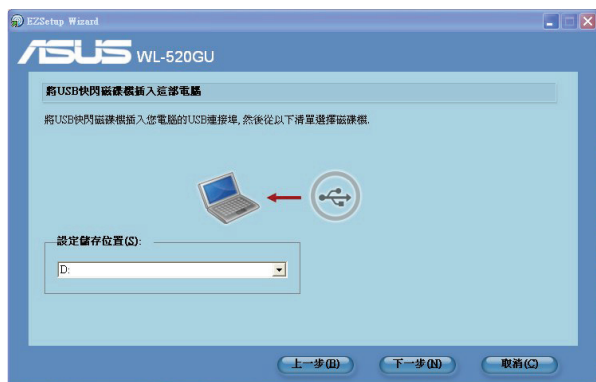 EZSetup Wizard
ASUS WL-520GU
將USB快閃磁碟機插入這部電腦
將USB快閃磁碟機插入您電腦的USB連接埠, 然後從以下清單選擇磁碟機.
設定儲存位置(S):
D:
上一步(B) 下一步(N) 取消(C)